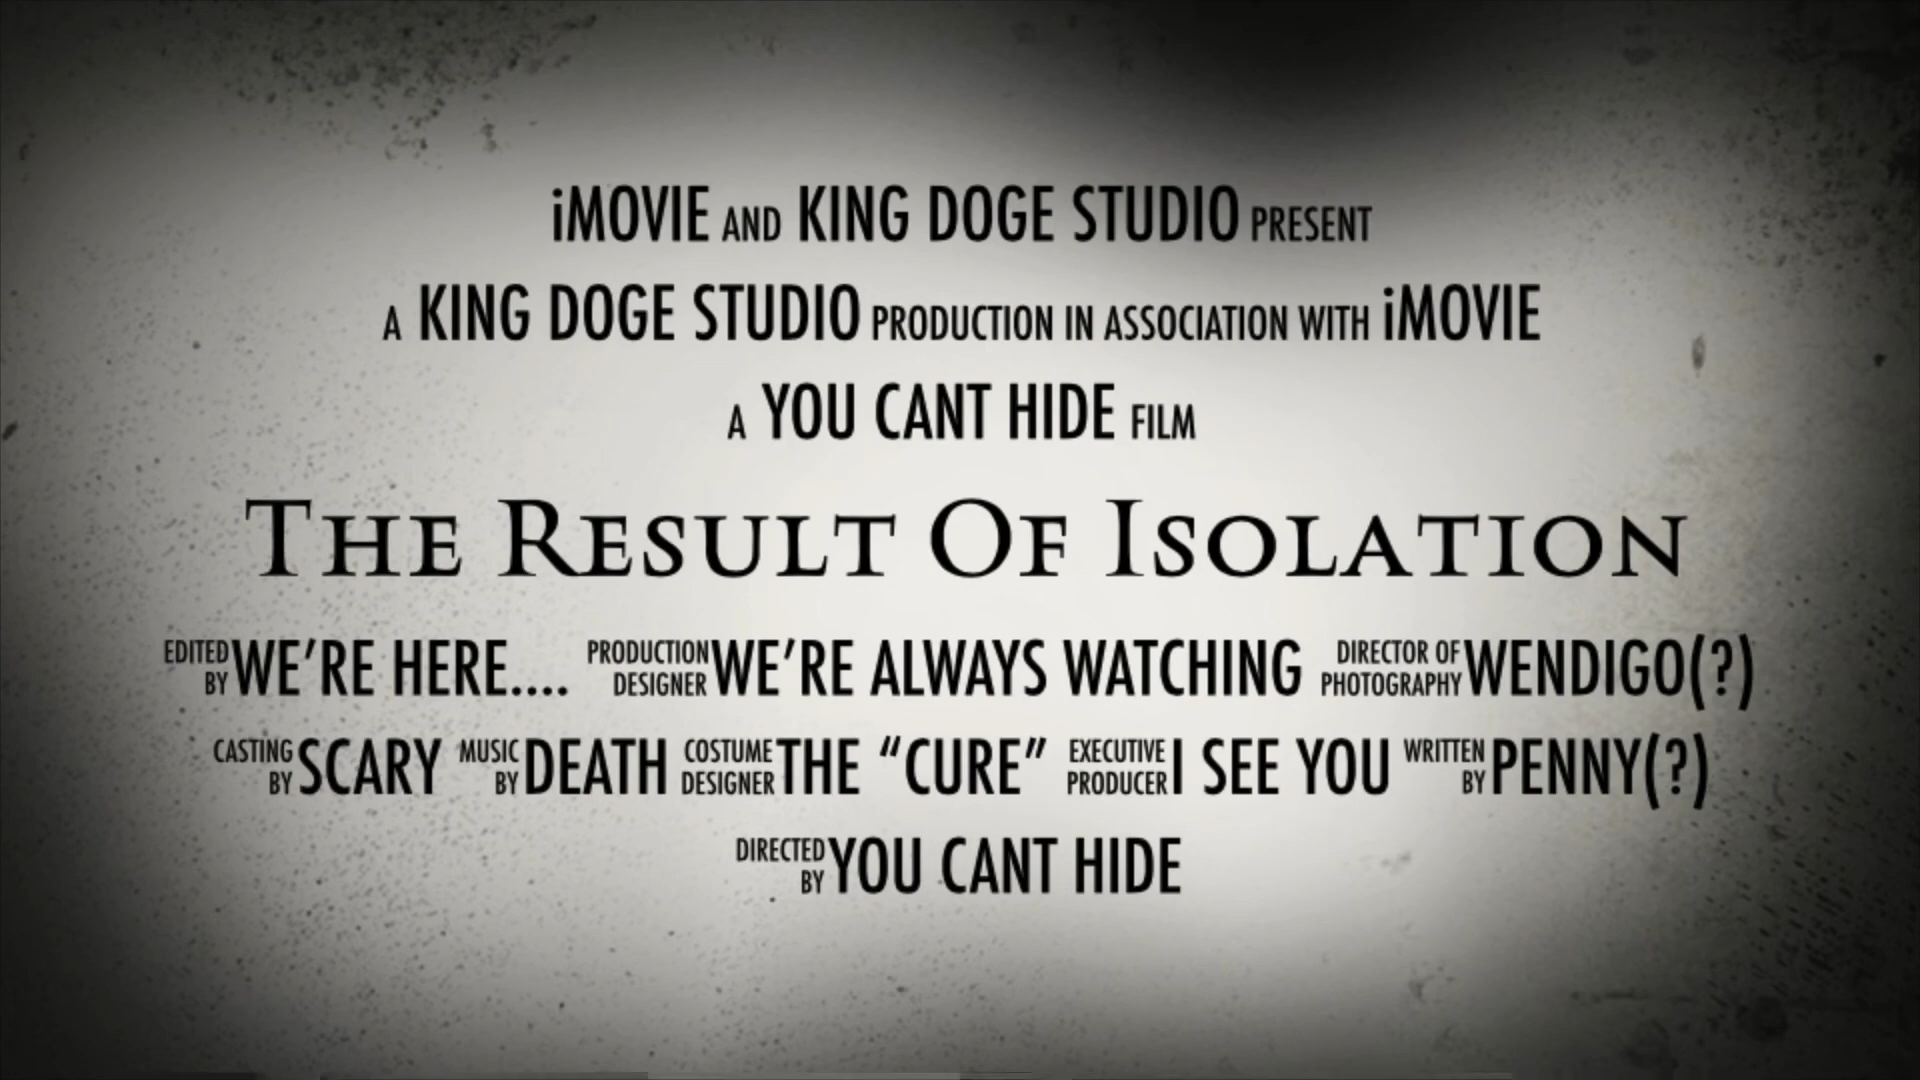 iMOVIE AND KING DOGE STUDIO PRESENT
A KING DOGE STUDIO PRODUCTION IN ASSOCIATION WITH iMOVIE
A YOU CANT HIDE FILM
THE RESULT OF ISOLATION
EDITED BY WE'RE HERE.... PRODUCTION DESIGNER WE'RE ALWAYS WATCHING DIRECTOR OF PHOTOGRAPHY WENDIGO(?)
CASTING BY SCARY MUSIC BY DEATH COSTUME DESIGNER THE “CURE” EXECUTIVE PRODUCER I SEE YOU WRITTEN BY PENNY(?)
DIRECTED BY YOU CANT HIDE